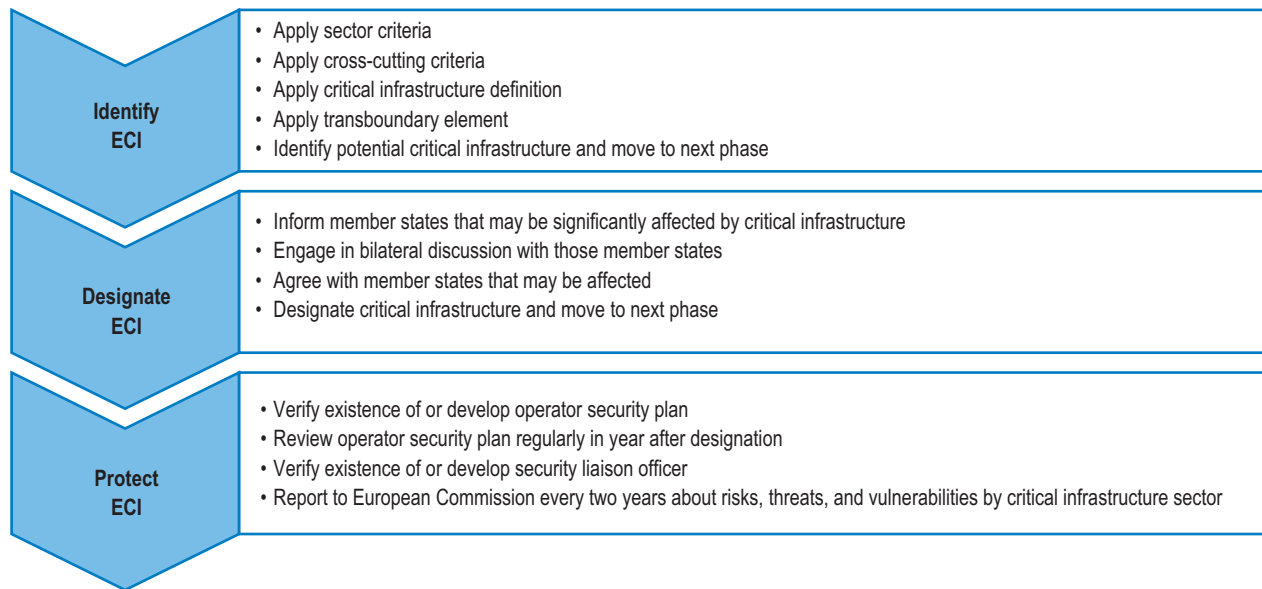 Identify
ECI
• Apply sector criteria
• Apply cross-cutting criteria
• Apply critical infrastructure definition
• Apply transboundary element
• Identify potential critical infrastructure and move to next phase
Designate
ECI
• Inform member states that may be significantly affected by critical infrastructure
• Engage in bilateral discussion with those member states
• Agree with member states that may be affected
• Designate critical infrastructure and move to next phase
Protect
ECI
• Verify existence of or develop operator security plan
• Review operator security plan regularly in year after designation
• Verify existence of or develop security liaison officer
• Report to European Commission every two years about risks, threats, and vulnerabilities by critical infrastructure sector